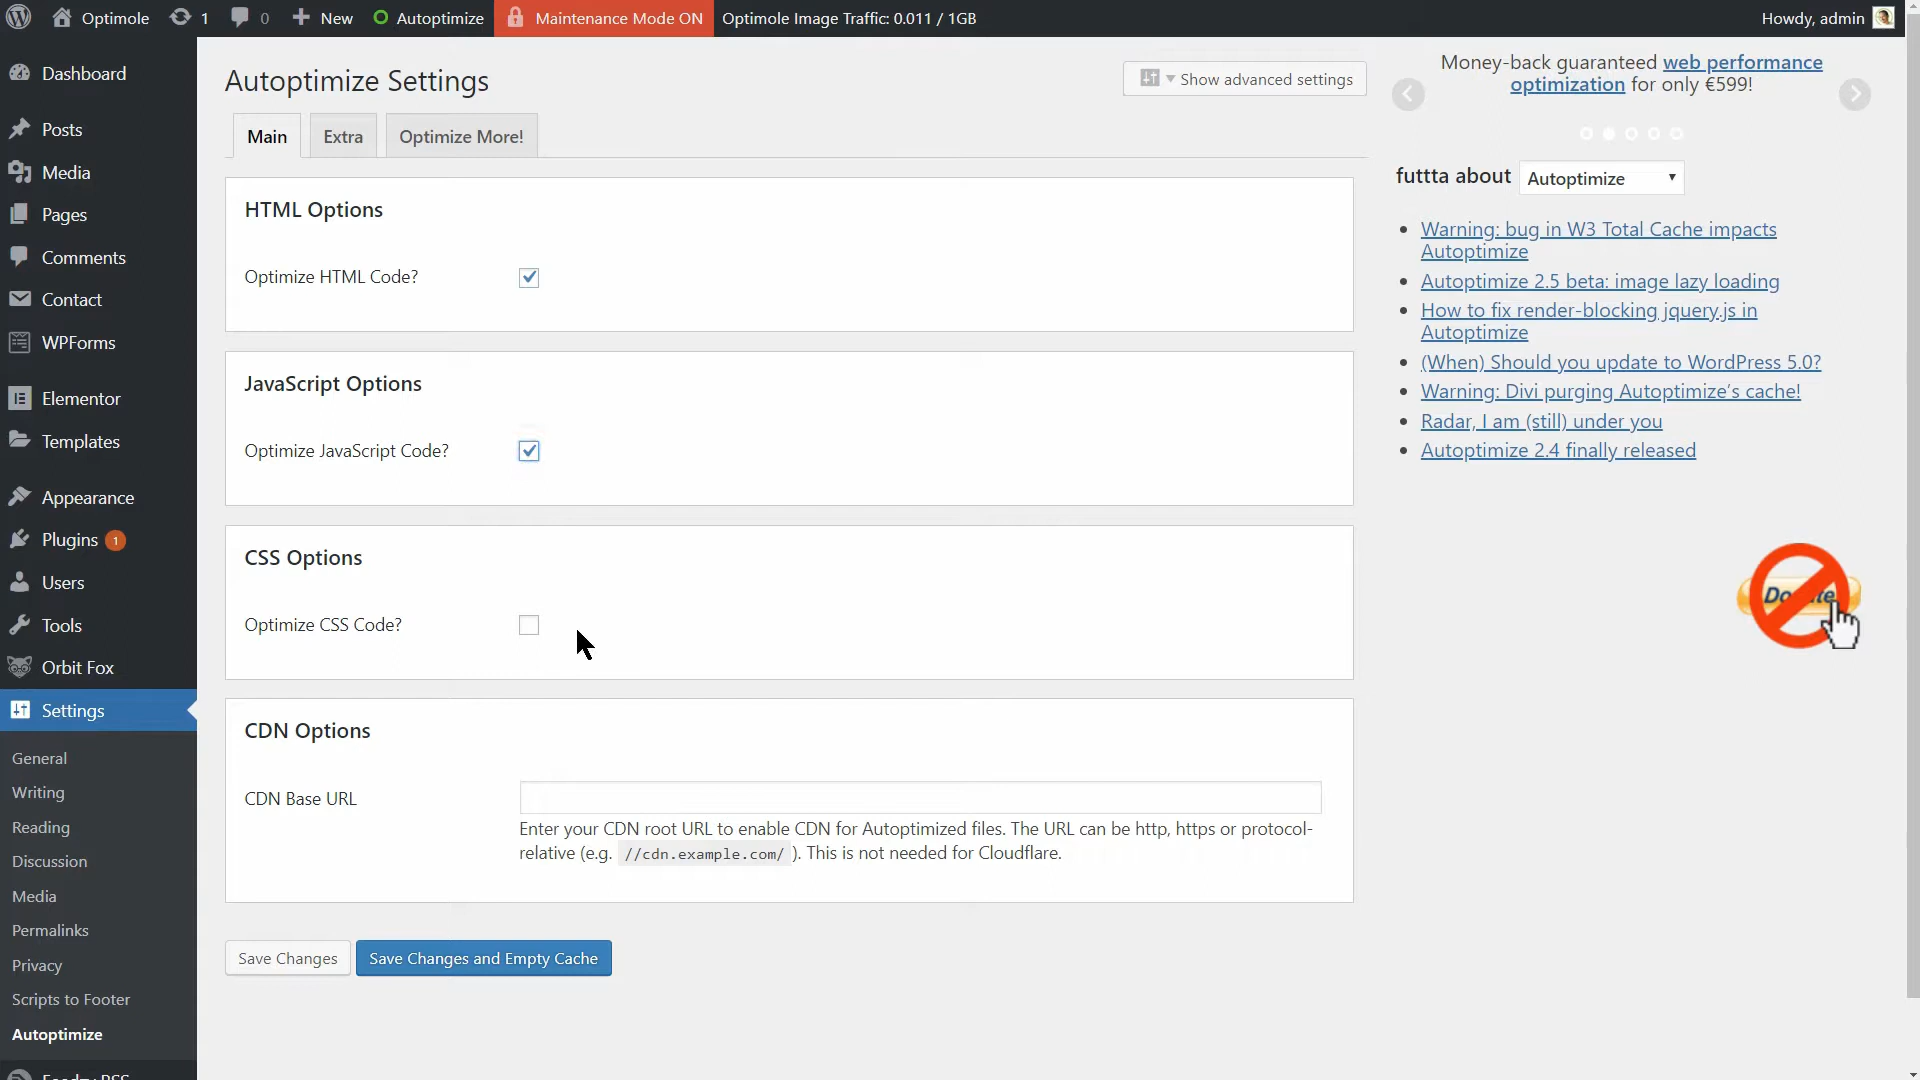 Optimole
1
0
New
Autoptimize
Maintenance Mode ON
Optimole Image Traffic: 0.011 / 1GB
Howdy, admin
Dashboard
Posts
Media
Pages
Comments
Contact
WPForms
Elementor
Templates
Appearance
Plugins 1
Users
Tools
Orbit Fox
Settings
General
Writing
Reading
Discussion
Media
Permalinks
Privacy
Scripts to Footer
Autoptimize
Autoptimize Settings
Show advanced settings
Main
Extra
Optimize More!
HTML Options
Optimize HTML Code?
JavaScript Options
Optimize JavaScript Code?
CSS Options
Optimize CSS Code?
CDN Options
CDN Base URL
Enter your CDN root URL to enable CDN for Autoptimized files. The URL can be http, https or protocol-
relative (e.g. //cdn.example.com/ ). This is not needed for Cloudflare.
Save Changes
Save Changes and Empty Cache
Money-back guaranteed web performance
optimization for only €599!
futtta about
Autoptimize
Warning: bug in W3 Total Cache impacts
Autoptimize
Autoptimize 2.5 beta: image lazy loading
How to fix render-blocking jquery.js in
Autoptimize
(When) Should you update to WordPress 5.0?
Warning: Divi purging Autoptimize's cache!
Radar, I am (still) under you
Autoptimize 2.4 finally released
Donate